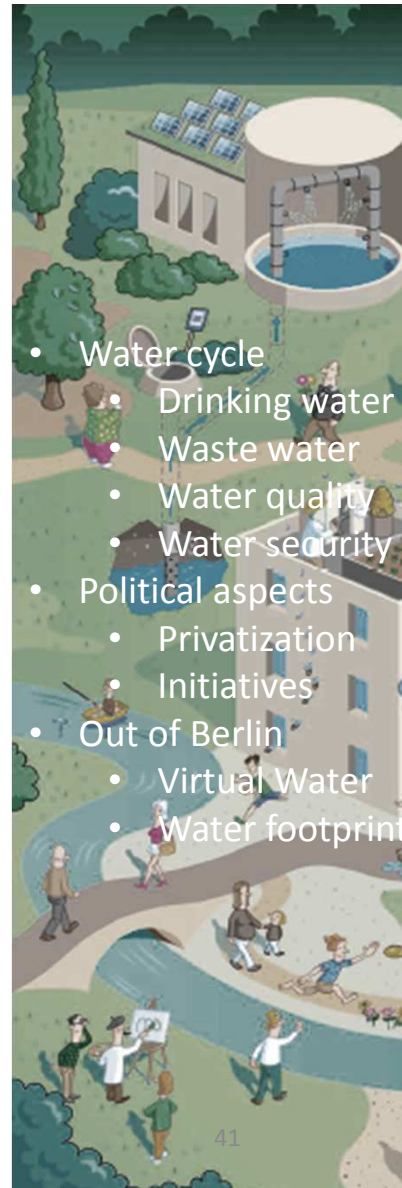 • Water cycle
• Drinking water
• Waste water
• Water quality
• Water security
• Political aspects
• Privatization
• Initiatives
• Out of Berlin
• Virtual Water
• Water footprint
41